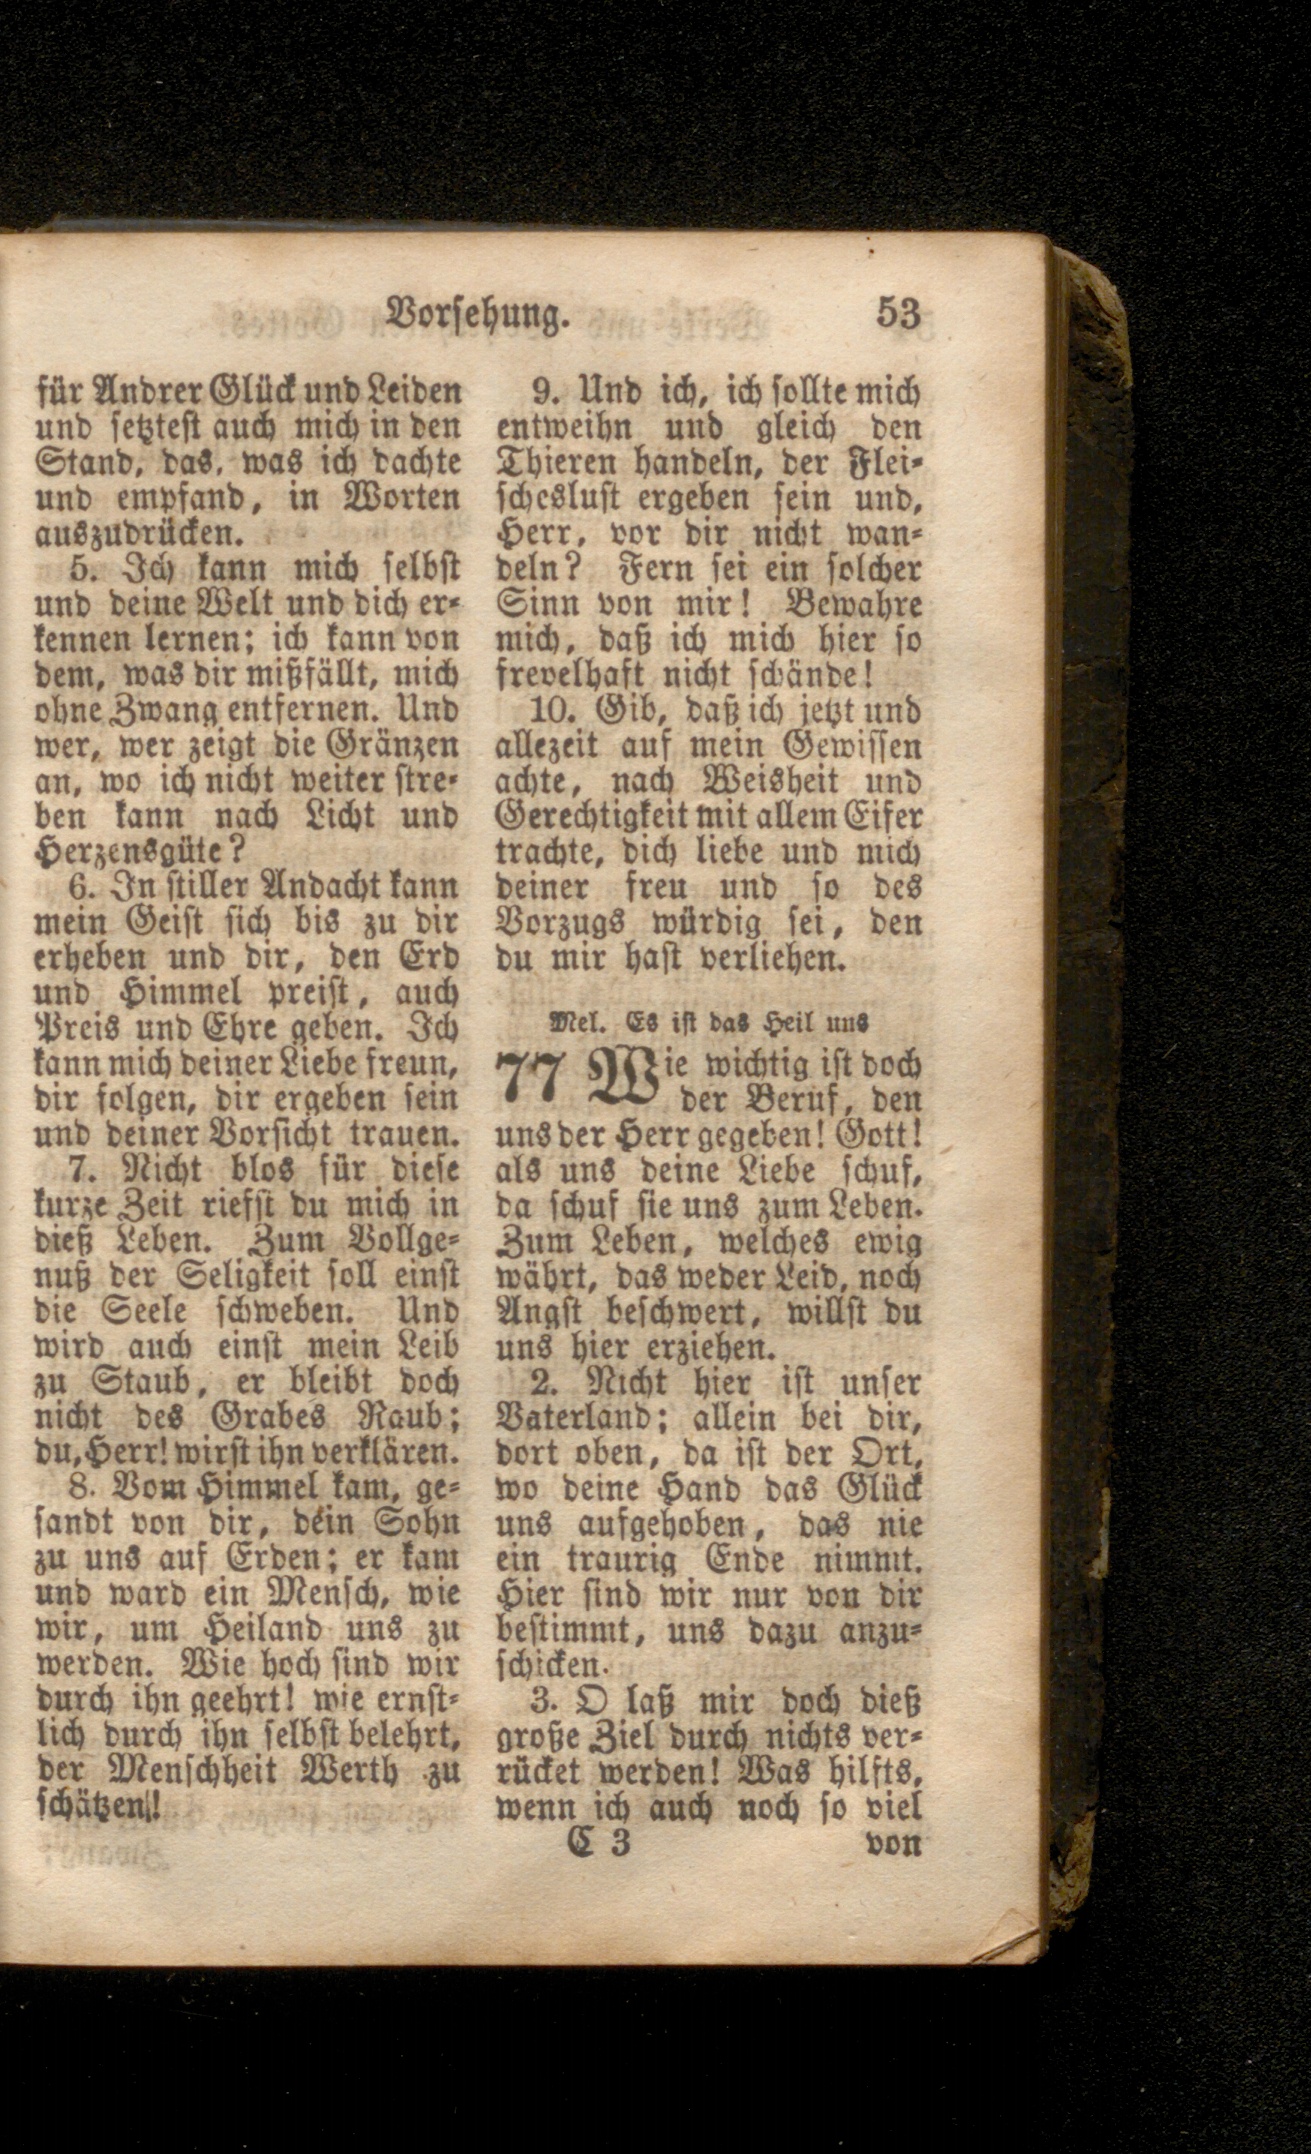 Vorsehung. 53
für Andrer Glück und Leiden
und setztest auch mich in den
Stand, das, was ich dachte
und empfand, in Worten
auszudrücken.
5. Ich kann mich selbst
und deine Welt und dich er-
kennen lernen; ich kann von
dem, was dir mißfällt, mich
ohne Zwang entfernen. Und
wer, wer zeigt die Gränzen
an, wo ich nicht weiter stre-
ben kann nach Licht und
Herzensgüte?
6. In stiller Andacht kann
mein Geist sich bis zu dir
erheben und dir, den Erd
und Himmel preist, auch
Preis und Ehre geben. Ich
kann mich deiner Liebe freun,
dir folgen, dir ergeben sein
und deiner Vorsicht trauen.
7. Nicht blos für diese
kurze Zeit riefst du mich in
dieß Leben. Zum Vollge-
nuß der Seligkeit soll einst
die Seele schweben. Und
wird auch einst mein Leib
zu Staub, er bleibt doch
nicht des Grabes Raub;
du, Herr! wirst ihn verklären.
8. Vom Himmel kam, ge-
sandt von dir, dein Sohn
zu uns auf Erden; er kam
und ward ein Mensch, wie
wir, um Heiland uns zu
werden. Wie hoch sind wir
durch ihn geehrt! wie ernst-
lich durch ihn selbst belehrt,
der Menschheit Werth zu
schätzen!
9. Und ich, ich sollte mich
entweihn und gleich den
Thieren handeln, der Flei-
scheslust ergeben sein und,
Herr, vor dir nicht wan-
deln? Fern sei ein solcher
Sinn von mir! Bewahre
mich, daß ich mich hier so
frevelhaft nicht schände!
10. Gib, daß ich jetzt und
allezeit auf mein Gewissen
achte, nach Weisheit und
Gerechtigkeit mit allem Eifer
trachte, dich liebe und mich
deiner freu und so des
Vorzugs würdig sei, den
du mir hast verliehen.
Mel. Es ist das Heil uns
77 Wie wichtig ist doch
der Beruf, den
uns der Herr gegeben! Gott!
als uns deine Liebe schuf,
da schuf sie uns zum Leben.
Zum Leben, welches ewig
währt, das weder Leid, noch
Angst beschwert, willst du
uns hier erziehen.
2. Nicht hier ist unser
Vaterland; allein bei dir,
dort oben, da ist der Ort,
wo deine Hand das Glück
uns aufgehoben, das nie
ein traurig Ende nimmt.
Hier sind wir nur von dir
bestimmt, uns dazu anzu-
schicken.
3. O laß mir doch dieß
große Ziel durch nichts ver-
rücket werden! Was hilfts,
wenn ich auch noch so viel
C 3 von